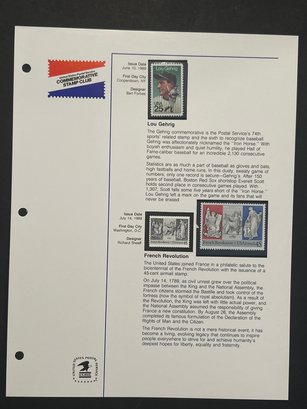 United States Postal Service
COMMEMORATIVE
STAMP CLUB
Issue Date
June 10, 1989
First Day City
Cooperstown, NY
Designer
Bart Forbes
Lou Gehrig
25
USA
Lou Gehrig
The Gehrig commemorative is the Postal Service's 74th
sports' related stamp and the sixth to recognize baseball.
Gehrig was affectionately nicknamed the "Iron Horse." With
boyish enthusiasm and quiet humility, he played Hall of
Fame-caliber baseball for an incredible 2,130 consecutive
games.
Statistics are as much a part of baseball as gloves and bats,
high fastballs and home runs. In this dusty, weedy game of
numbers, only one record is secure—Gehrig's. After 150
years of baseball, Boston Red Sox shortstop Everett Scott
holds second place in consecutive games played. With
1,307, Scott falls some five years short of the "Iron Horse."
Lou Gehrig left a mark on the game and its fans that will
never be erased
Issue Date
July 14, 1989
First Day City
Washington, D.C.
Designer
Richard Sheaff
French Revolution
USAirmail 45
French Revolution
The United States joined France in a philatelic salute to the
bicentennial of the French Revolution with the issuance of a
45-cent airmail stamp.
On July 14, 1789, as civil unrest grew over the political
impasse between the King and the National Assembly, the
French citizens stormed the Bastille and took control of the
fortress (now the symbol of royal absolutism). As a result of
the Revolution, the King was left with little actual power, and
the National Assembly assumed the responsibility of giving
France a new constitution. By August 26, the Assembly
completed its famous formulation of the Declaration of the
Rights of Man and the Citizen.
The French Revolution is not a mere historical event, it has
become a living, evolving legacy that continues to inspire
people everywhere to strive for and achieve humanity's
deepest hopes for liberty, equality and fraternity.